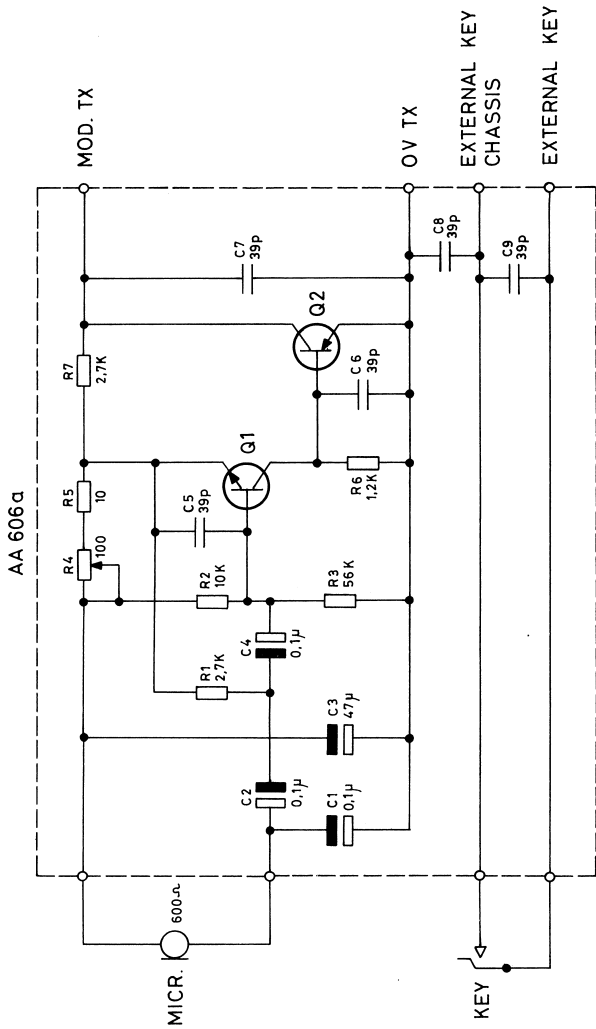 AA 606a
MICR.
600Ω
KEY
C2
0,1µ
C1
0,1µ
C3
47µ
R1
2,7K
C4
0,1µ
R2
10K
R3
56K
R4
100
R5
10
C5
39p
Q1
R6
1,2K
C6
39p
R7
2,7K
Q2
C7
39p
C8
39p
C9
39p
MOD. TX
0V TX
EXTERNAL KEY
CHASSIS
EXTERNAL KEY